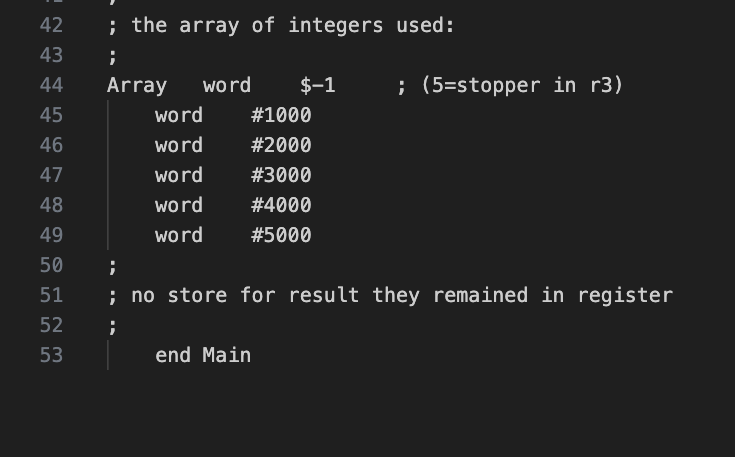 42 ; the array of integers used:
43 ;
44 Array word $-1 ; (5=stopper in r3)
45 word #1000
46 word #2000
47 word #3000
48 word #4000
49 word #5000
50 ;
51 ; no store for result they remained in register
52 ;
53 end Main